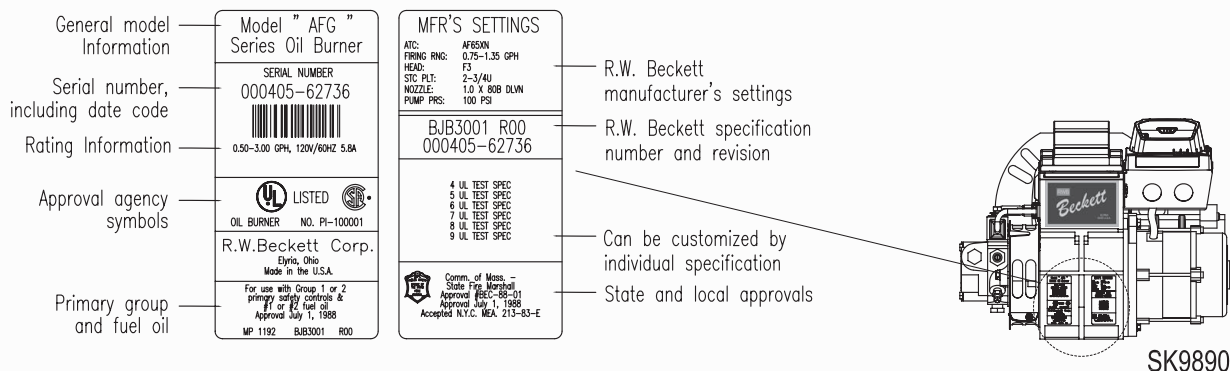 General model
Information
Serial number,
including date code
Rating Information
Approval agency
symbols
Primary group
and fuel oil
Model " AFG "
Series Oil Burner
SERIAL NUMBER
000405-62736
0.50-3.00 GPH, 120V/60HZ 5.8A
UL LISTED SA
OIL BURNER NO. PI-100001
R.W.Beckett Corp.
Elyria, Ohio
Made in the U.S.A.
For use with Group 1 or 2
primary safety controls &
#1 or #2 fuel oil
Approval July 1, 1988
MP 1192 BJB3001 R00
MFR'S SETTINGS
ATC: AF65XN
FIRING RNG: 0.75-1.35 GPH
HEAD: F3
STC PLT: 2-3/4U
NOZZLE: 1.0 X 80B DLVN
PUMP PRS: 100 PSI
BJB3001 R00
000405-62736
4 UL TEST SPEC
5 UL TEST SPEC
6 UL TEST SPEC
7 UL TEST SPEC
8 UL TEST SPEC
9 UL TEST SPEC
Comm. of Mass. -
State Fire Marshall
Approval #BEC-88-01
Approval July 1, 1988
Accepted N.Y.C. MEA. 213-83-E
R.W. Beckett
manufacturer's settings
R.W. Beckett specification
number and revision
Can be customized by
individual specification
State and local approvals
Beckett
SK9890